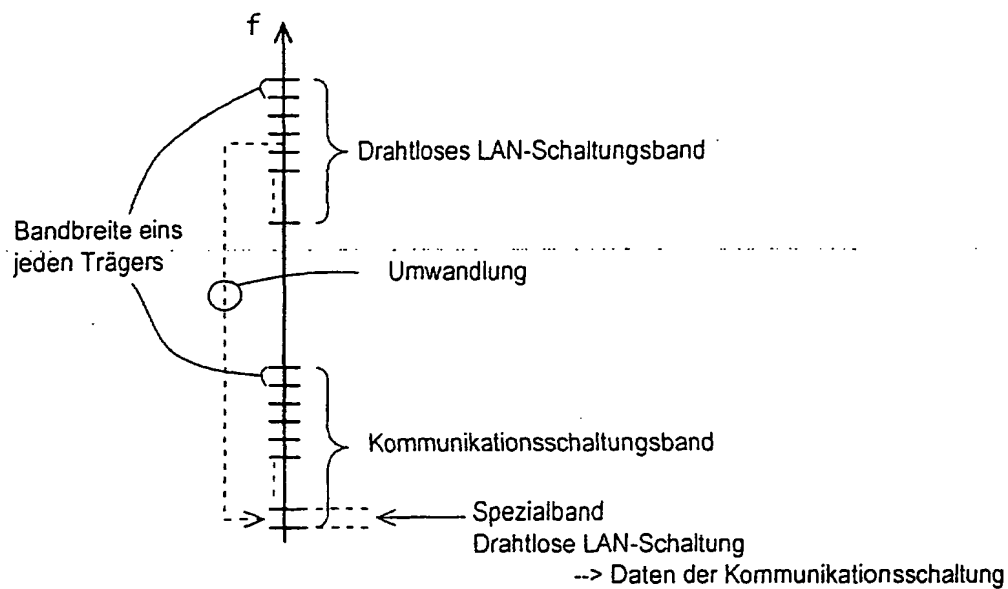 f
Drahtloses LAN-Schaltungsband
Bandbreite eins
jeden Trägers
Umwandlung
Kommunikationsschaltungsband
Spezialband
Drahtlose LAN-Schaltung
--> Daten der Kommunikationsschaltung